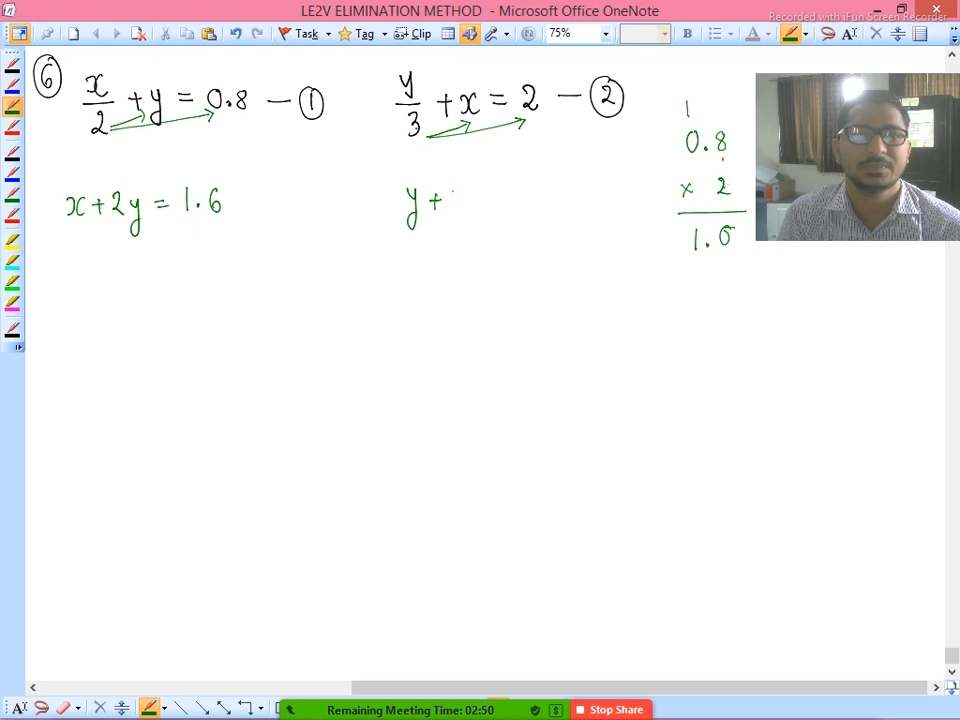 LE2V ELIMINATION METHOD - Microsoft Office OneNote
Recorded with iFun Screen Recorder
Task
Tag
Clip
75%
B
A
6 x/2 + y = 0.8 — 1
y/3 + x = 2 — 2
1
0.8
× 2
1.6
x + 2y = 1.6
y +
Remaining Meeting Time: 02:50
Stop Share